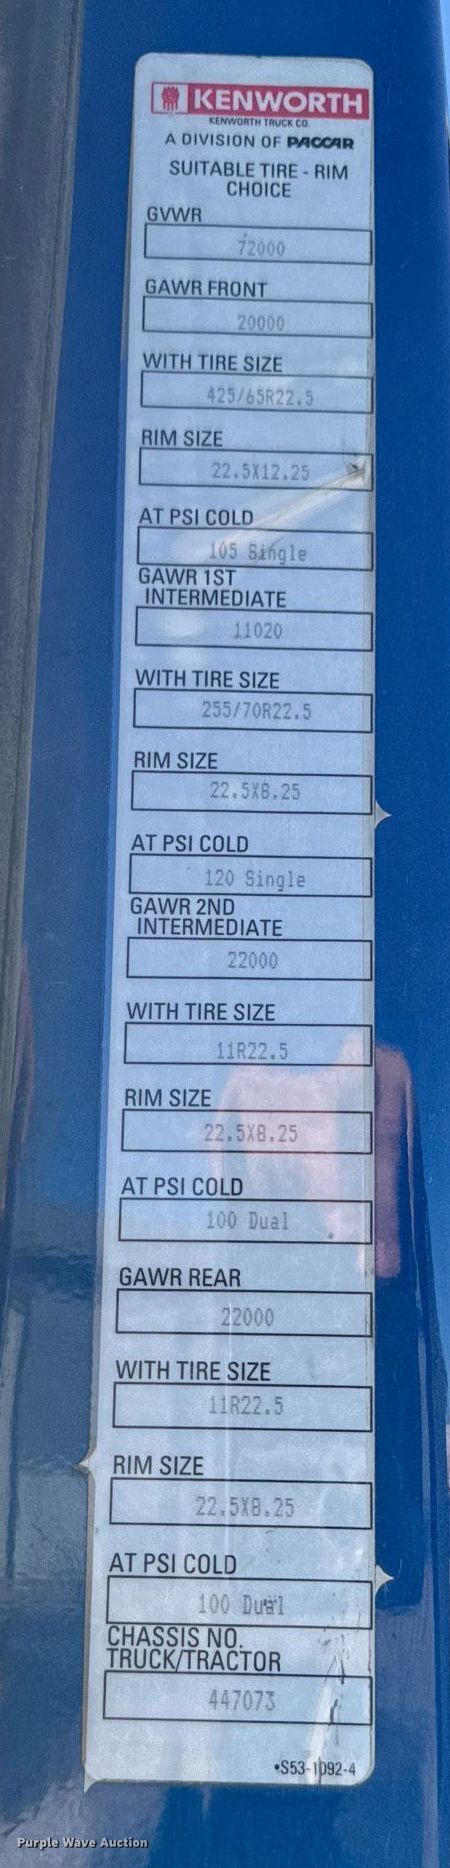 KENWORTH
KENWORTH TRUCK CO.
A DIVISION OF PACCAR
SUITABLE TIRE - RIM
CHOICE
GVWR
72000
GAWR FRONT
20000
WITH TIRE SIZE
425/65R22.5
RIM SIZE
22.5X12.25
AT PSI COLD
105 Single
GAWR 1ST
INTERMEDIATE
11020
WITH TIRE SIZE
255/70R22.5
RIM SIZE
22.5X8.25
AT PSI COLD
120 Single
GAWR 2ND
INTERMEDIATE
22000
WITH TIRE SIZE
11R22.5
RIM SIZE
22.5X8.25
AT PSI COLD
100 Dual
GAWR REAR
22000
WITH TIRE SIZE
11R22.5
RIM SIZE
22.5X8.25
AT PSI COLD
100 Dual
CHASSIS NO.
TRUCK/TRACTOR
447073
•S53-1092-4
Purple Wave Auction